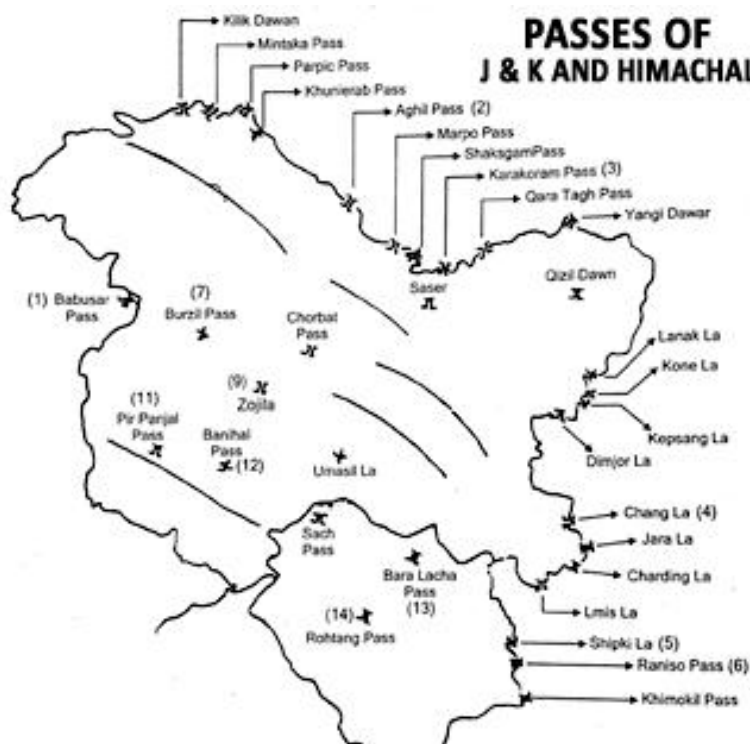 PASSES OF
J & K AND HIMACHAL
Kilik Dawan
Mintaka Pass
Parpic Pass
Khunierab Pass
Aghil Pass (2)
Marpo Pass
ShaksgamPass
Karakoram Pass (3)
Qara Tagh Pass
Yangi Dawar
Saser
Qizil Dawn
(1) Babusar
Pass
(7)
Burzil Pass
Chorbal
Pass
Lanak La
Kone La
Kepsang La
Dimjor La
(9)
Zojila
(11)
Pir Panjal
Pass
Banihal
Pass
(12)
Umasil La
Chang La (4)
Jara La
Charding La
Lmis La
Sach
Pass
Bara Lacha
Pass
(13)
(14)
Rohtang Pass
Shipki La (5)
Raniso Pass (6)
Khimokil Pass